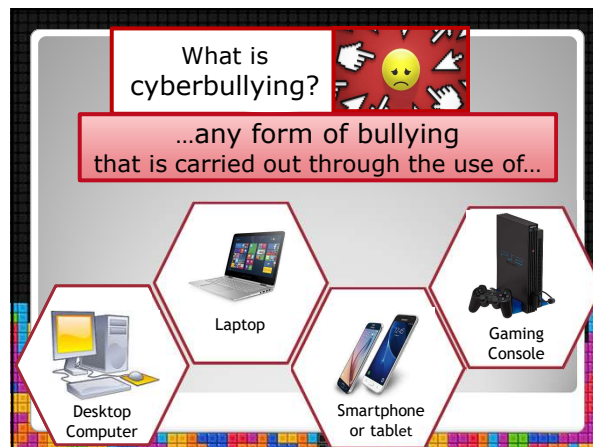 What is
cyberbullying?
…any form of bullying
that is carried out through the use of…
Laptop
Gaming
Console
Desktop
Computer
Smartphone
or tablet